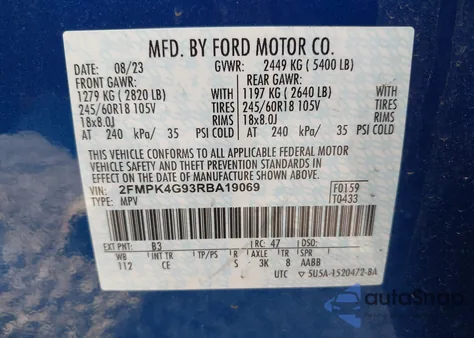 MFD. BY FORD MOTOR CO.
DATE: 08/23 GVWR: 2449 KG ( 5400 LB)
FRONT GAWR: REAR GAWR:
1279 KG ( 2820 LB) WITH 1197 KG ( 2640 LB) WITH
245/60R18 105V TIRES 245/60R18 105V TIRES
18x8.0J RIMS 18x8.0J RIMS
AT 240 kPa/ 35 PSI COLD AT 240 kPa/ 35 PSI COLD
THIS VEHICLE CONFORMS TO ALL APPLICABLE FEDERAL MOTOR
VEHICLE SAFETY AND THEFT PREVENTION STANDARDS IN EFFECT
ON THE DATE OF MANUFACTURE SHOWN ABOVE.
VIN: 2FMPK4G93RBA19069 F0159
TYPE: MPV T0433
EXT PNT: B3 RC: 47 DSO:
WB INT TR TP/PS R AX TR SPR
112 CE S 3K 8 AABB
UTC 5U5A-1520472-BA
autoSnap